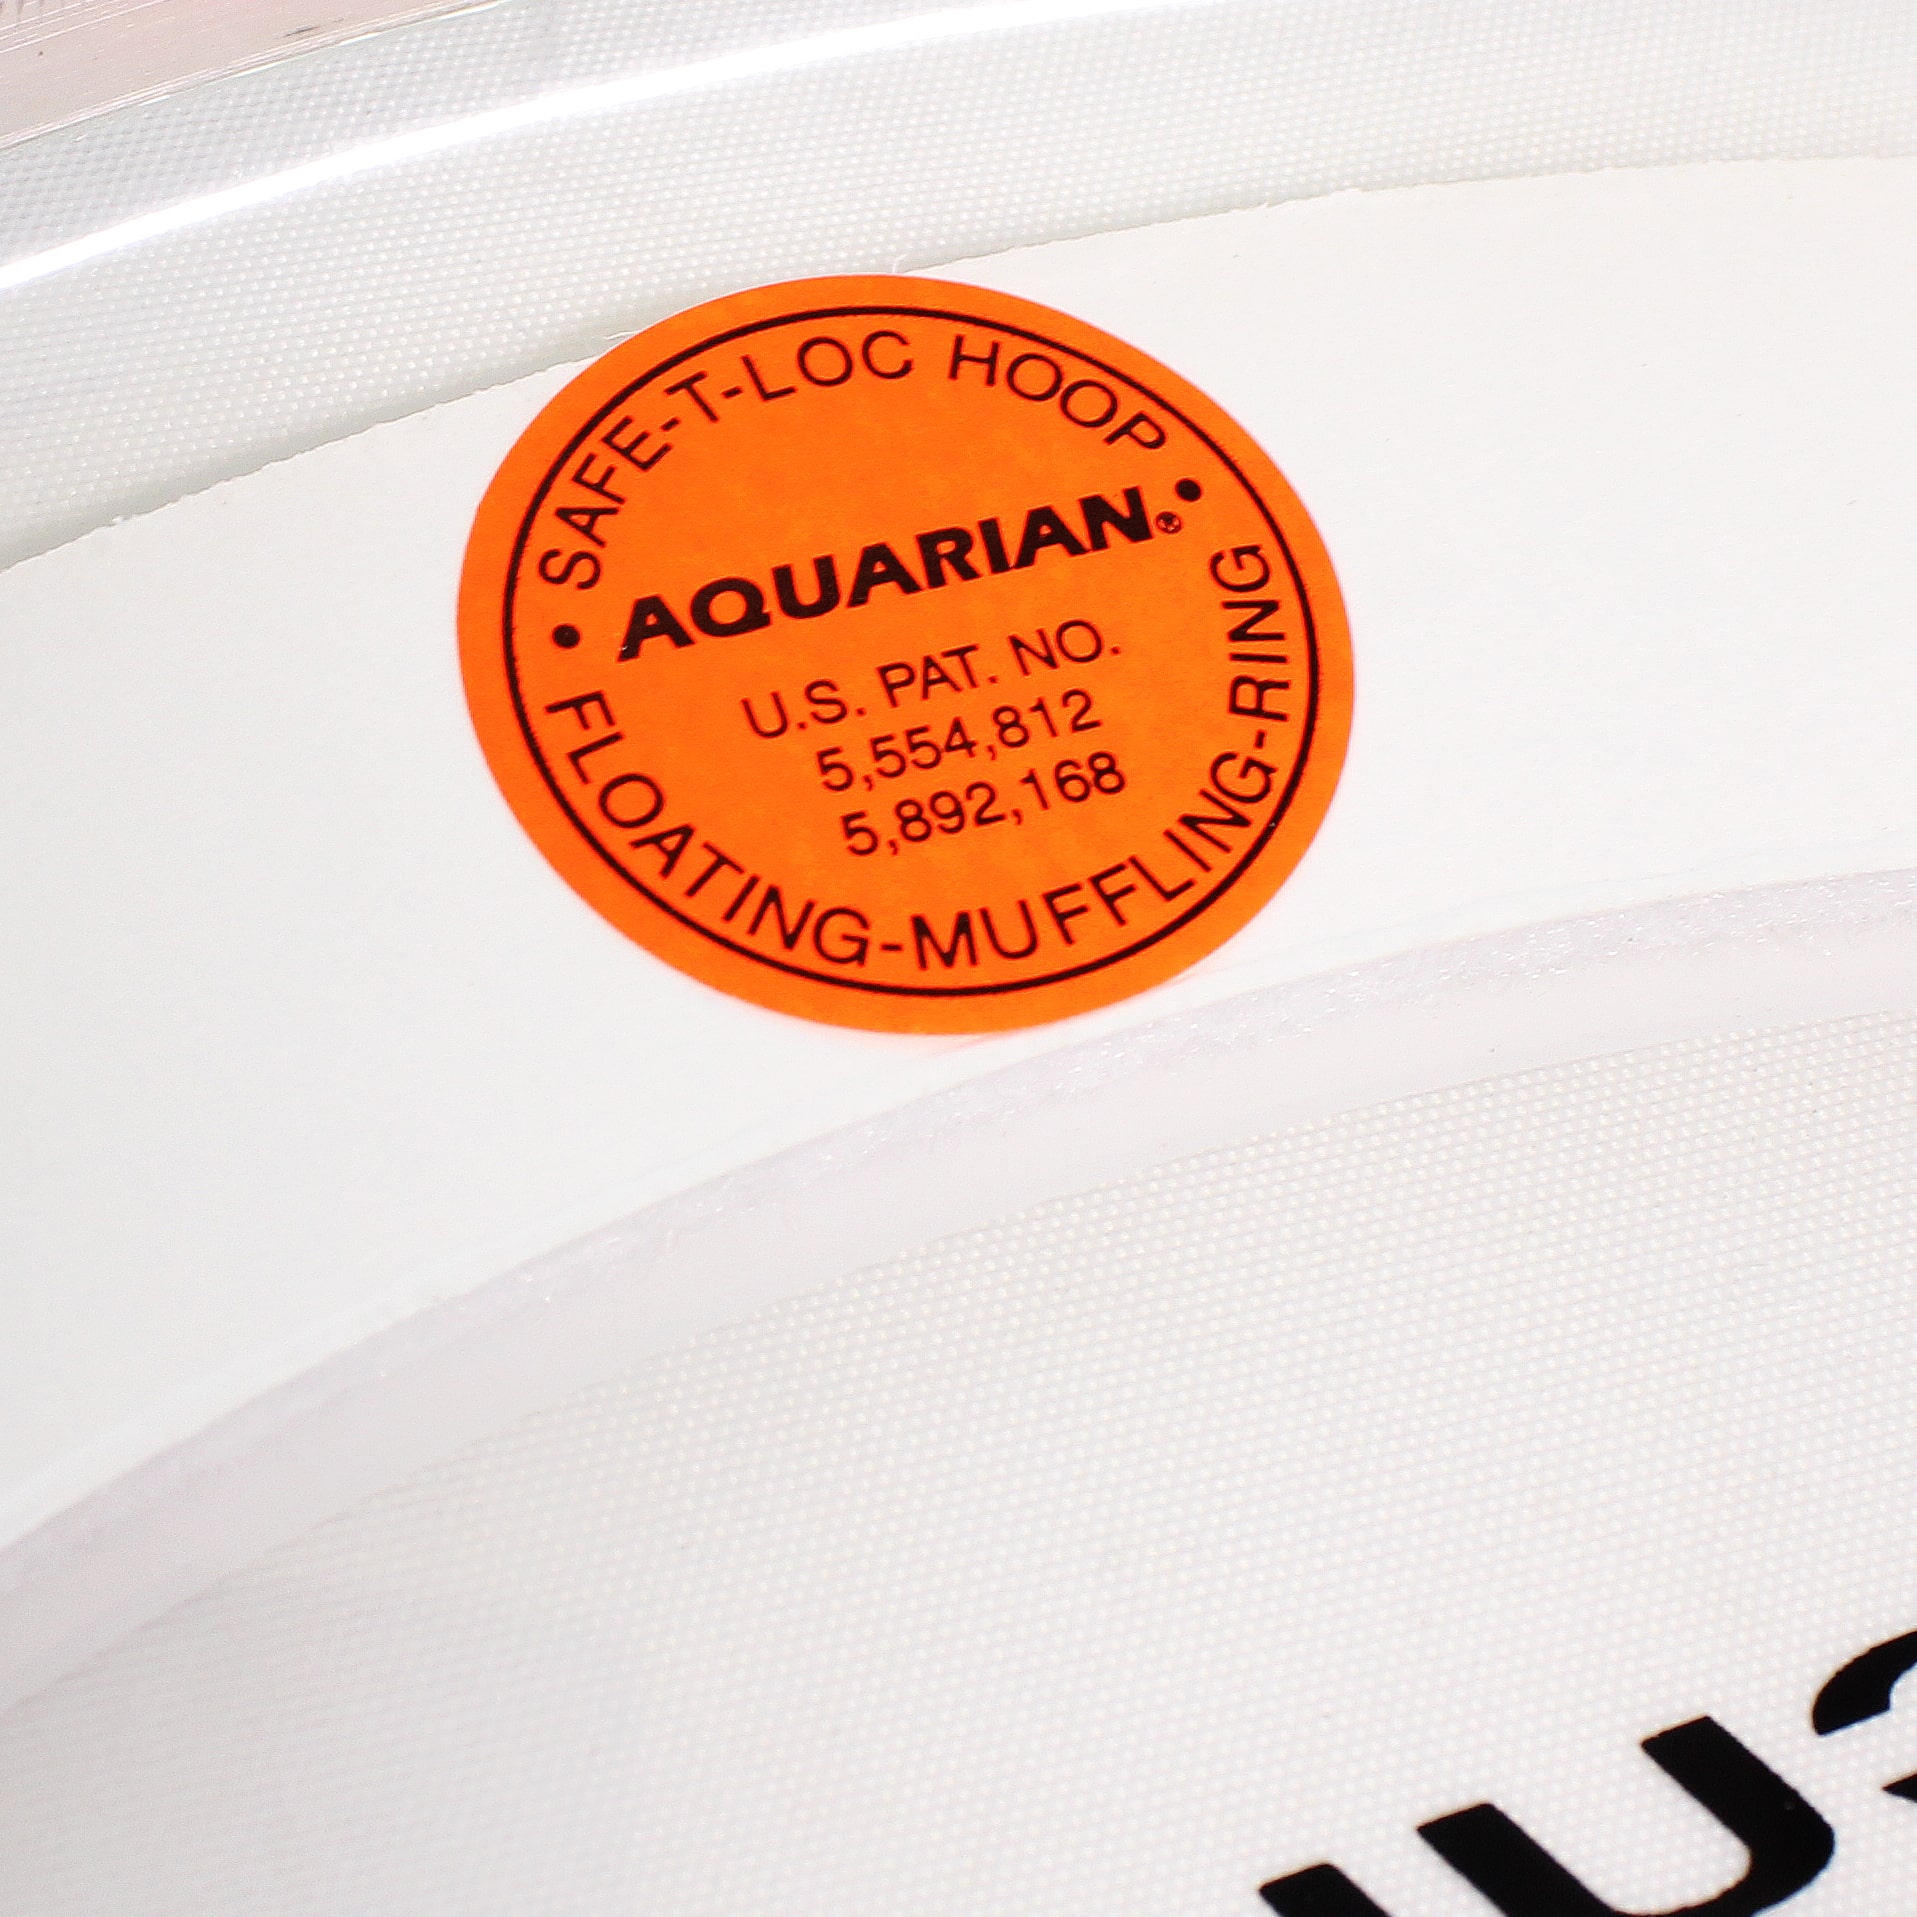 • SAFE-T-LOC HOOP •
AQUARIAN®
U.S. PAT. NO.
5,554,812
5,892,168
FLOATING-MUFFLING-RING